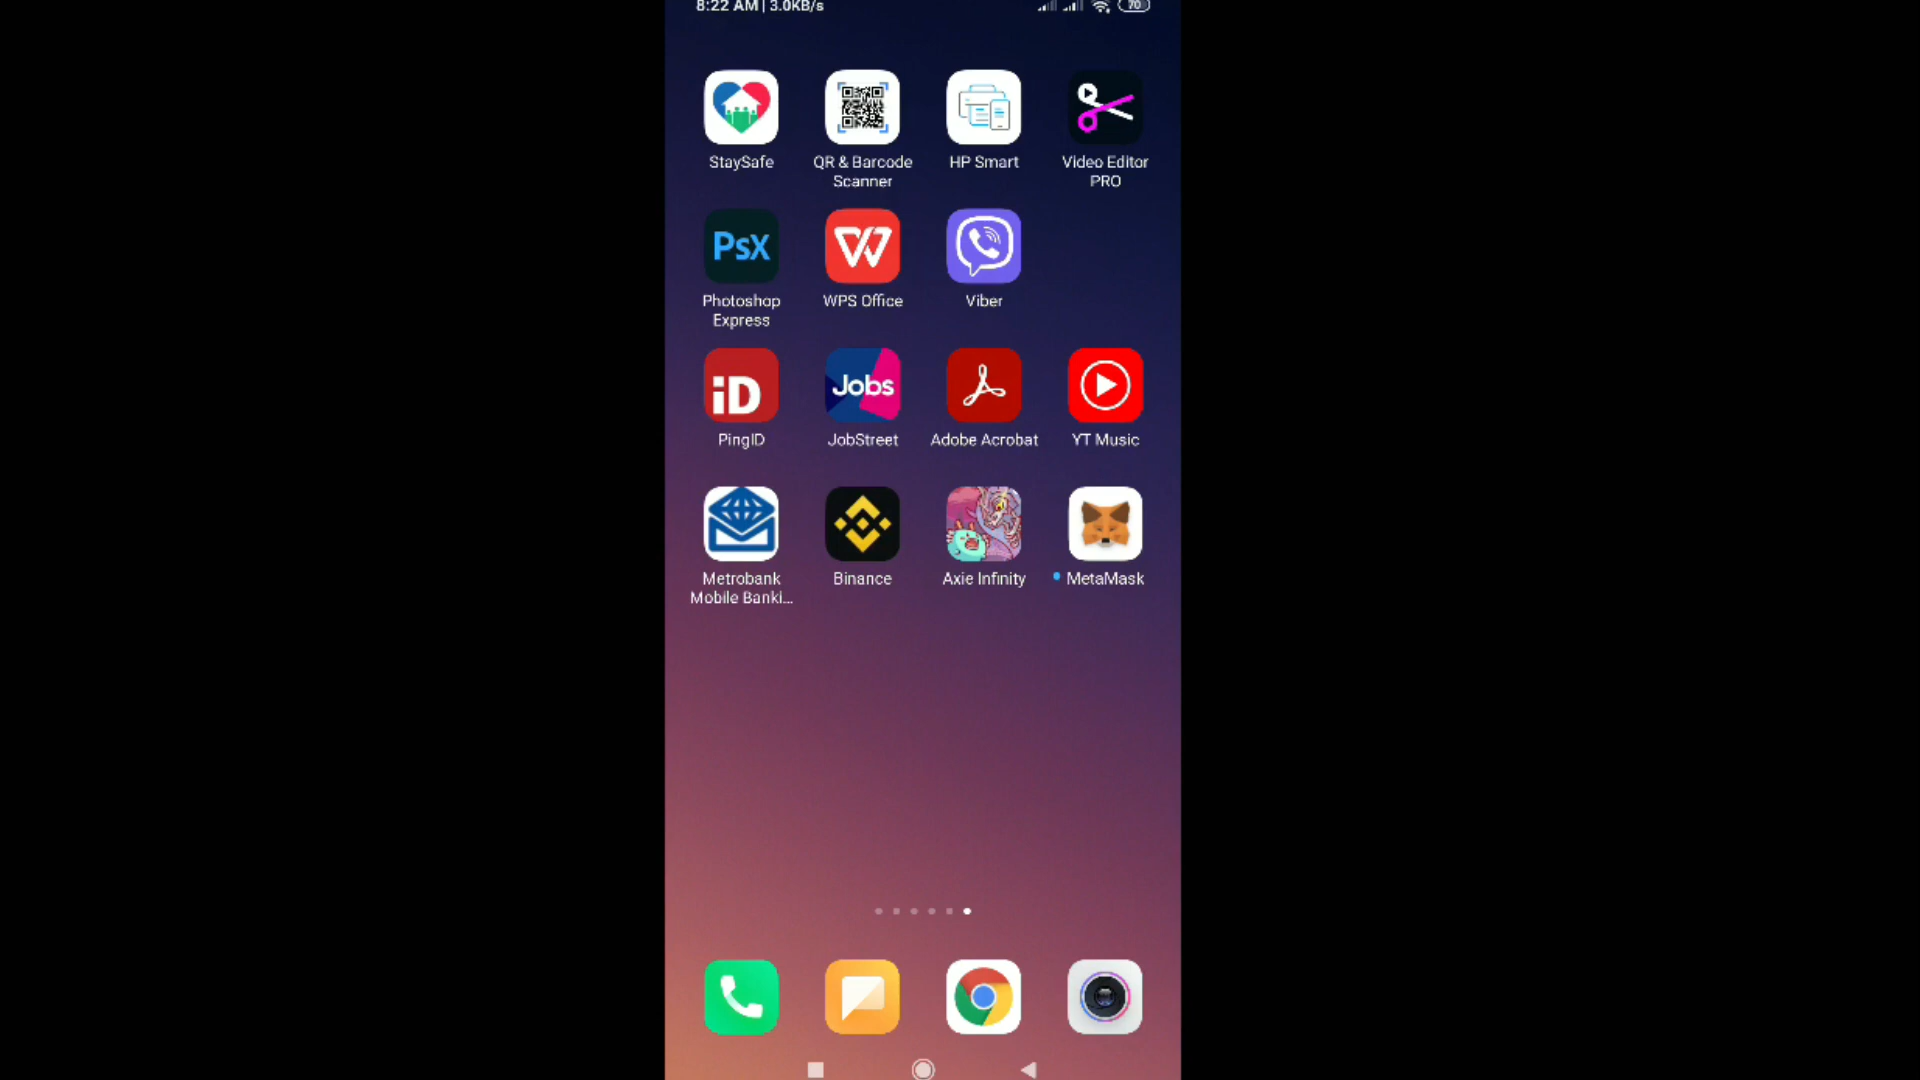 8:22 AM | 3.0KB/s
70
StaySafe
QR & Barcode
Scanner
HP Smart
Video Editor
PRO
PsX
Photoshop
Express
WPS Office
Viber
iD
PingID
Jobs
JobStreet
Adobe Acrobat
YT Music
Metrobank
Mobile Banki...
Binance
Axie Infinity
MetaMask